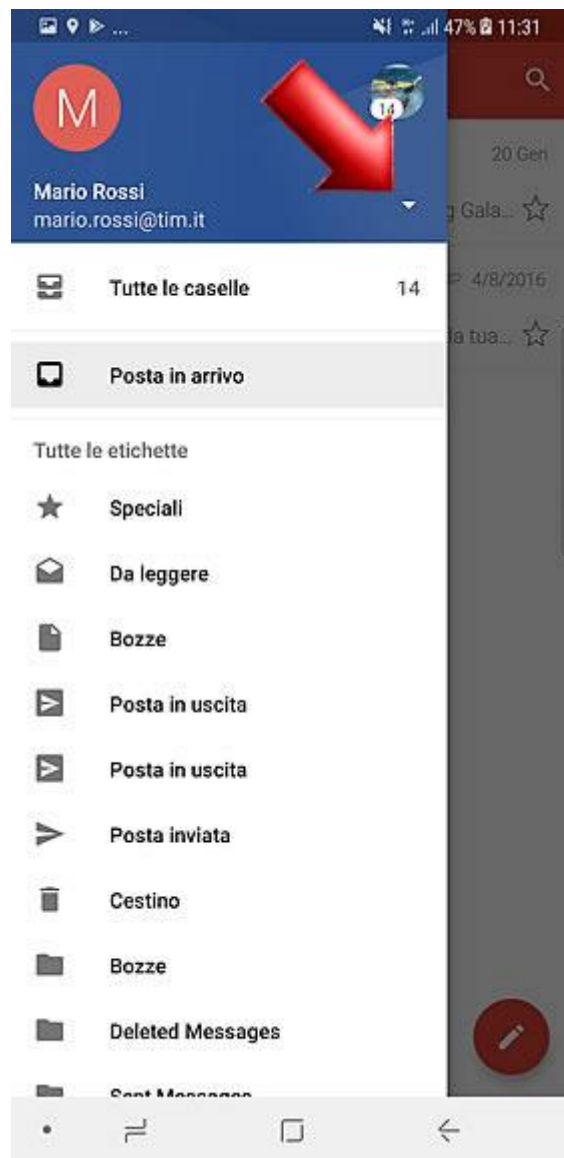 ... 47% 11:31
M
14
Mario Rossi
mario.rossi@tim.it
20 Gen
g Gala...
Tutte le caselle 14
4/8/2016
la tua...
Posta in arrivo
Tutte le etichette
Speciali
Da leggere
Bozze
Posta in uscita
Posta in uscita
Posta inviata
Cestino
Bozze
Deleted Messages
Sent Messages